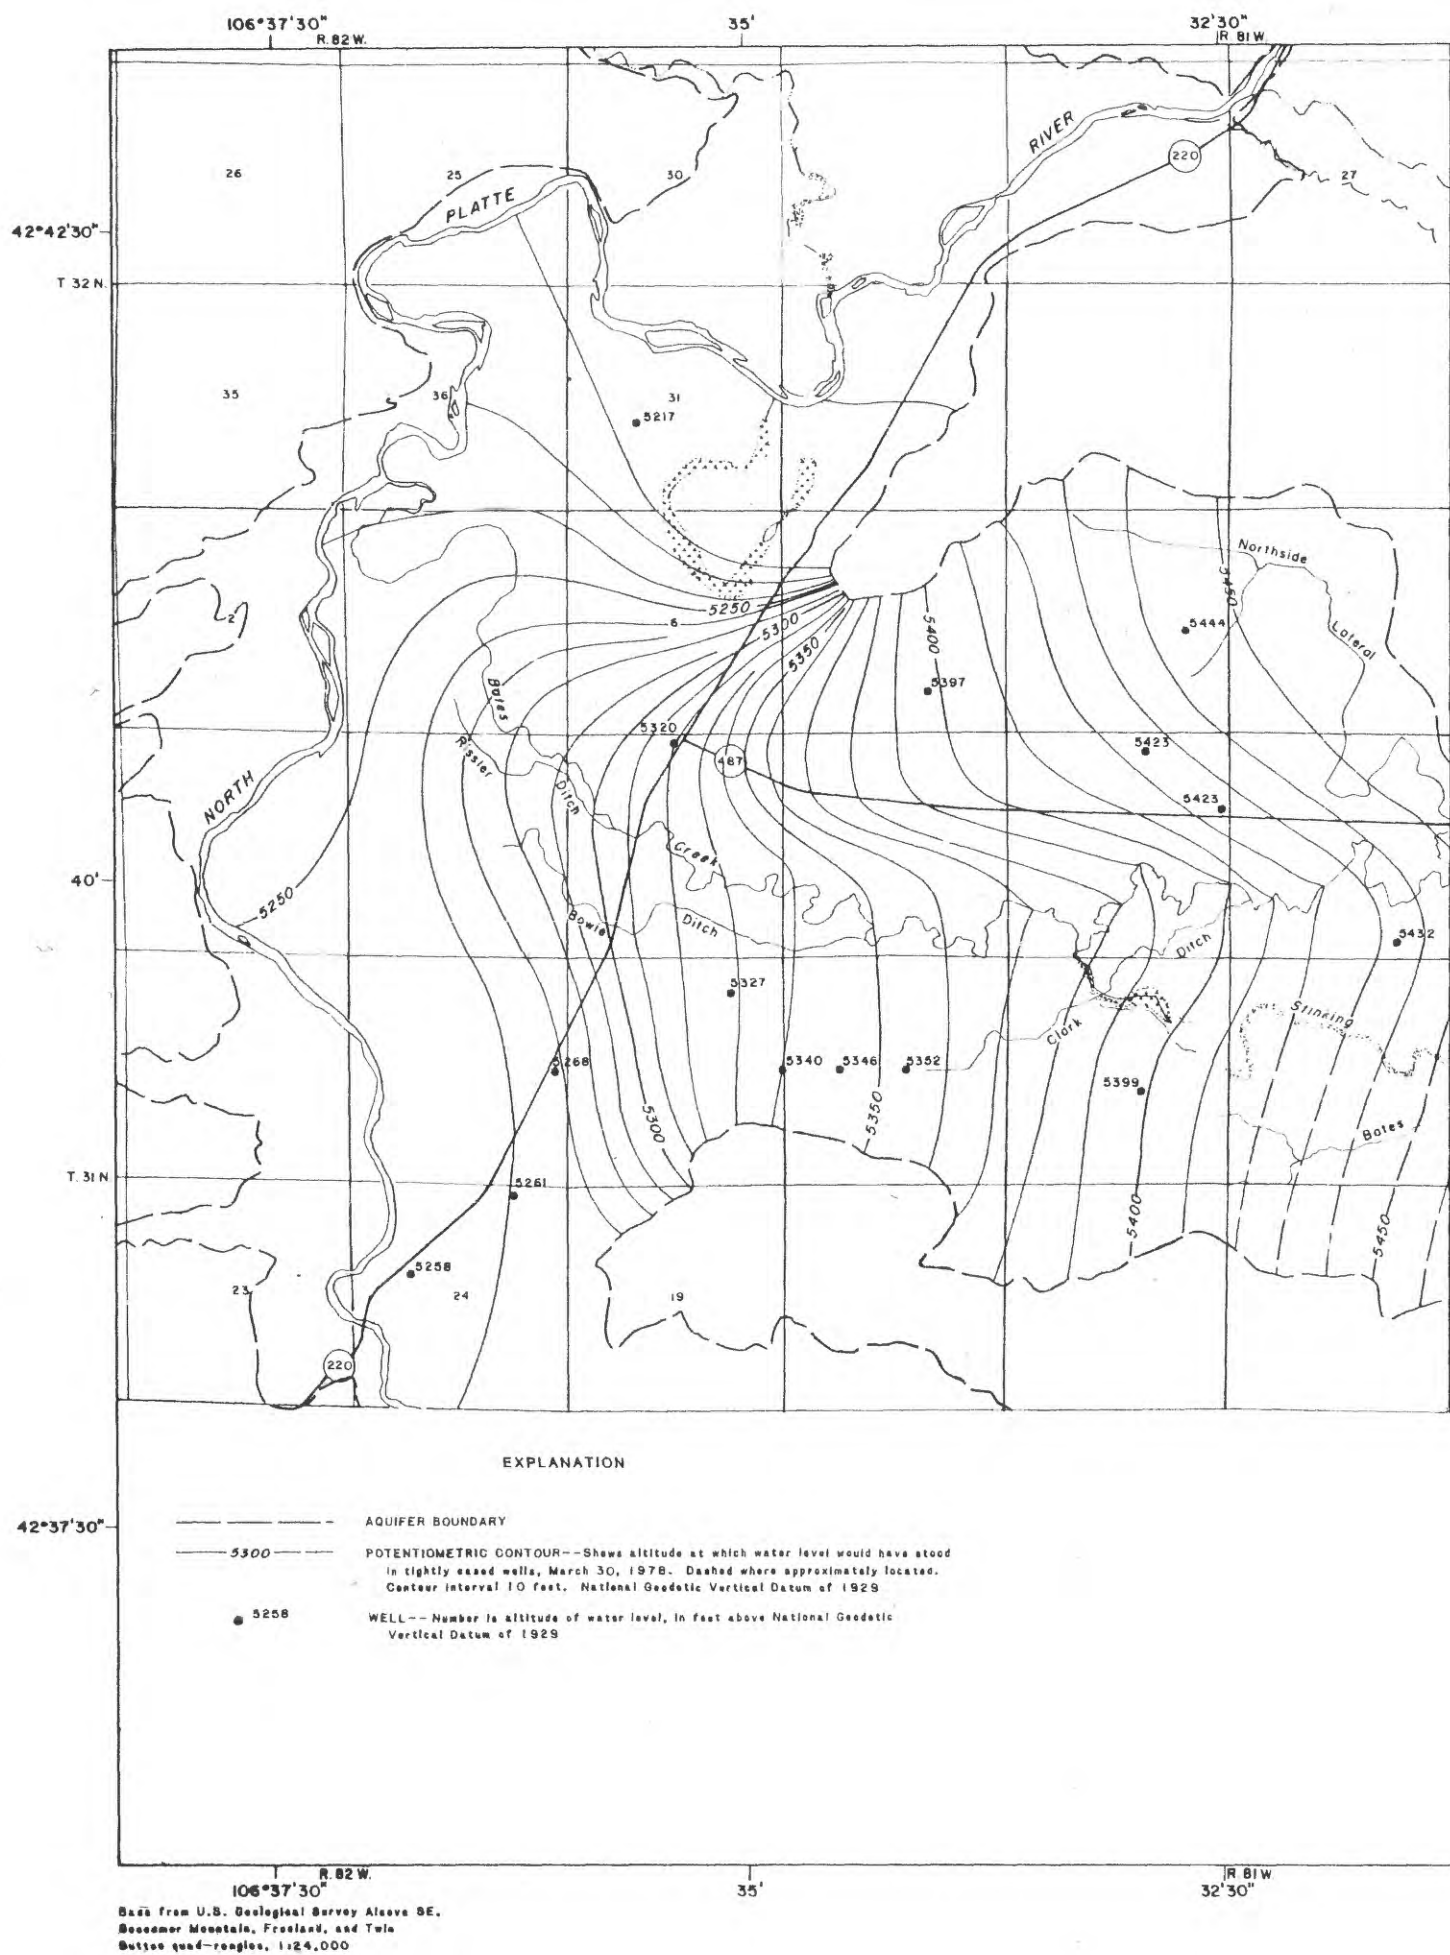 106°37'30" 35' 32'30"
R. 82 W. R. 81 W.
RIVER
220
26 25 30 27
PLATTE
42°42'30"
T 32 N.
35 36 31
5217
Northside
5450
5250
2 6 5300 5444
5350 5400 Lateral
5397
Bates
5320
Rissler 487 5423
NORTH Ditch 5423
Creek
40'
5250
Bowie Ditch
Ditch 5432
5327
Stinking
Clark
5268 5340 5346 5352
5399
5300 5350 Bates
T. 31 N
5261
5400 5450
5258
23 24 19
220
EXPLANATION
42°37'30"
AQUIFER BOUNDARY
5300 POTENTIOMETRIC CONTOUR--Shows altitude at which water level would have stood
in tightly cased wells, March 30, 1978. Dashed where approximately located.
Contour interval 10 feet. National Geodetic Vertical Datum of 1929
5258 WELL--Number is altitude of water level, in feet above National Geodetic
Vertical Datum of 1929
R. 82 W. R. 81 W.
106°37'30" 35' 32'30"
Base from U.S. Geological Survey Alcova SE,
Bessemer Mountain, Freeland, and Twin
Buttes quad-rangles, 1:24,000